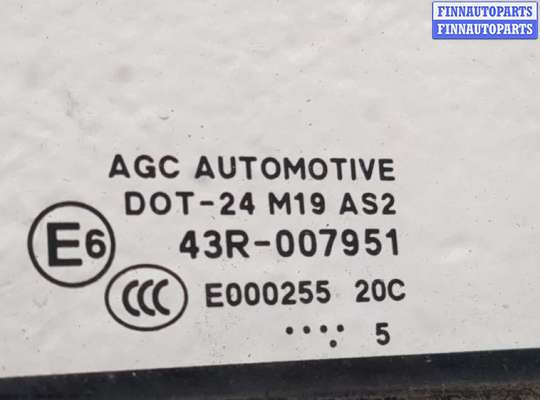 FINNAUTOPARTS
FINNAUTOPARTS
AGC AUTOMOTIVE
DOT-24 M19 AS2
E6 43R-007951
CCC E000255 20C
••••• 5